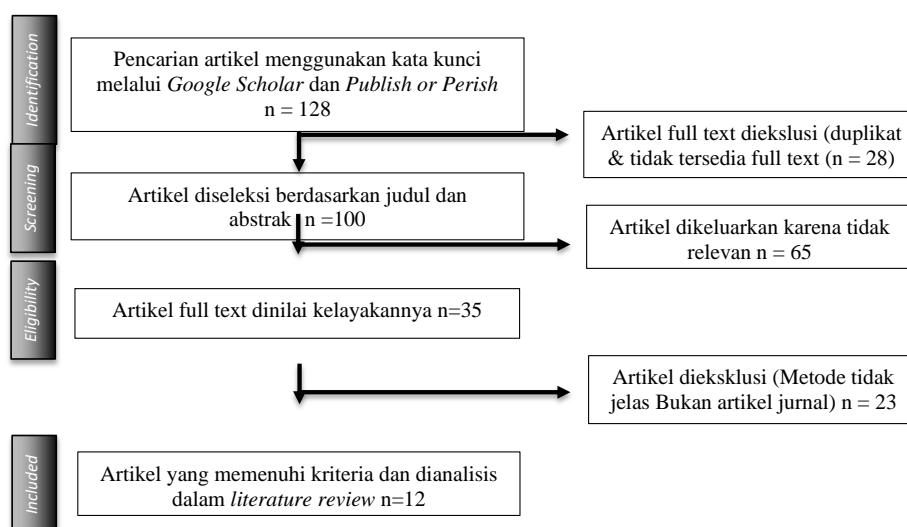 Identification
Pencarian artikel menggunakan kata kunci
melalui Google Scholar dan Publish or Perish
n = 128
Artikel full text diekslusi (duplikat
& tidak tersedia full text (n = 28)
Screening
Artikel diseleksi berdasarkan judul dan
abstrak n =100
Artikel dikeluarkan karena tidak
relevan n = 65
Eligibility
Artikel full text dinilai kelayakannya n=35
Artikel dieksklusi (Metode tidak
jelas Bukan artikel jurnal) n = 23
Included
Artikel yang memenuhi kriteria dan dianalisis
dalam literature review n=12